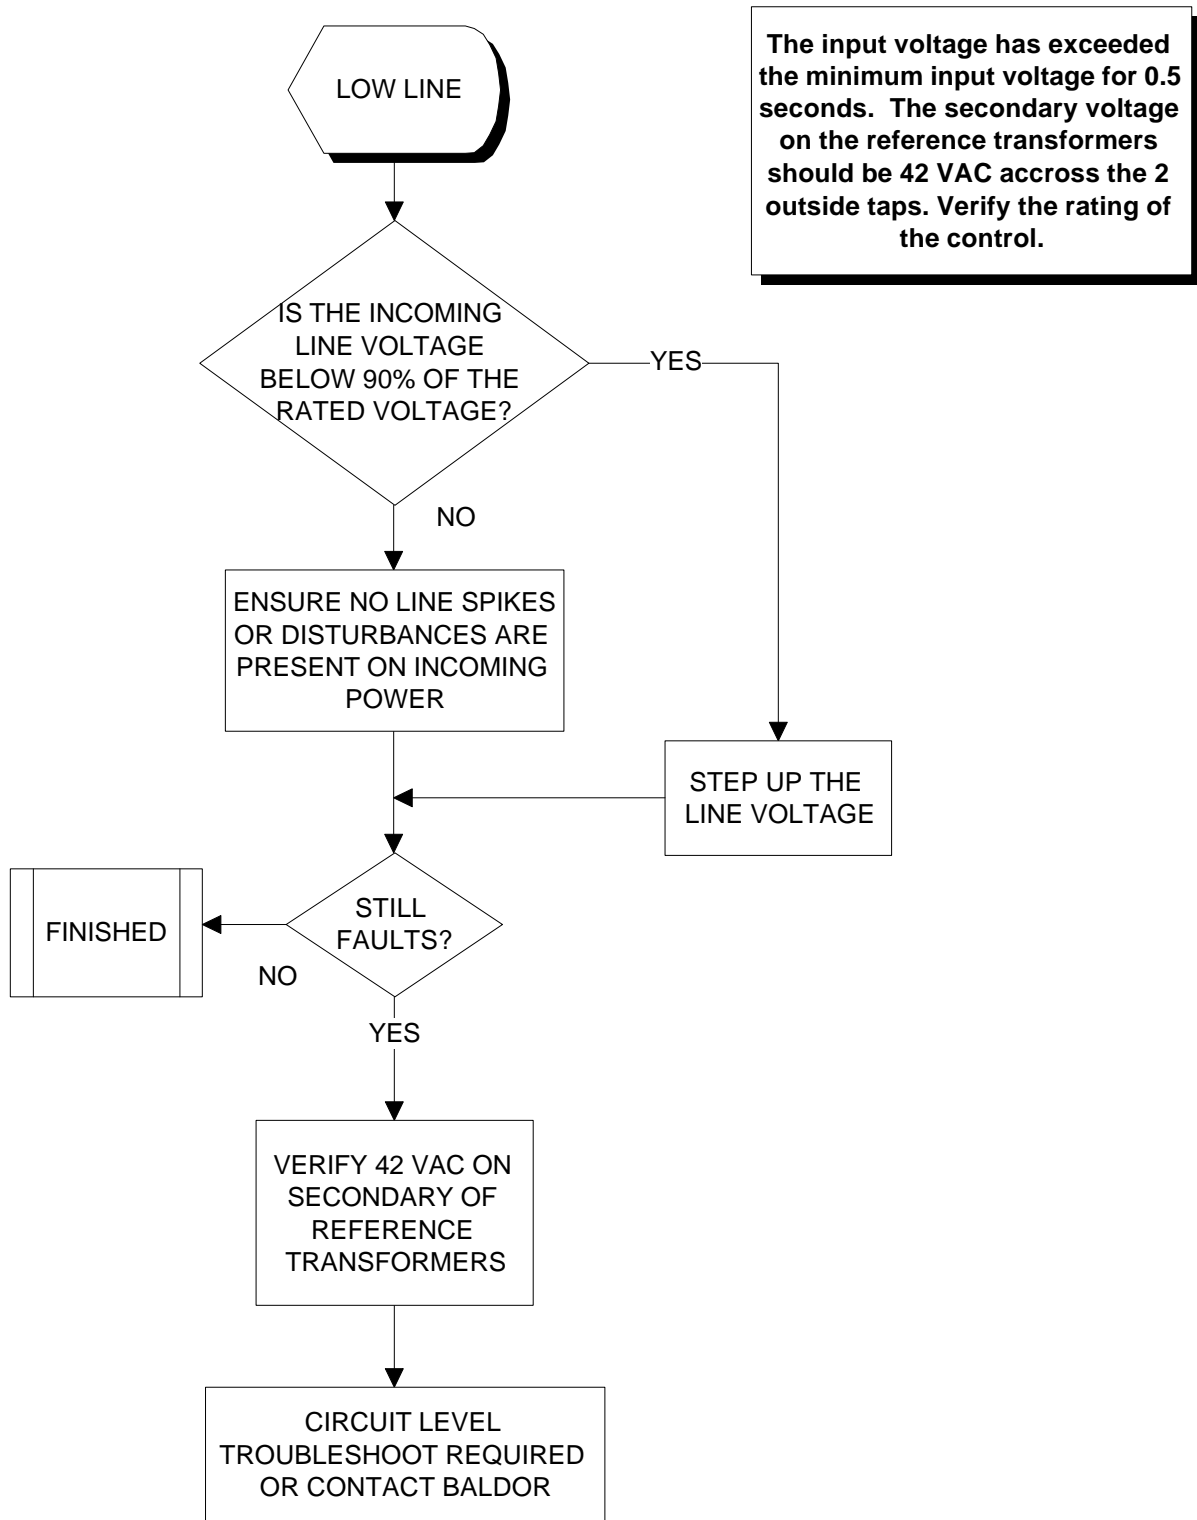 LOW LINE
The input voltage has exceeded
the minimum input voltage for 0.5
seconds.  The secondary voltage
on the reference transformers
should be 42 VAC accross the 2
outside taps. Verify the rating of
the control.
IS THE INCOMING
LINE VOLTAGE
BELOW 90% OF THE
RATED VOLTAGE?
YES
NO
ENSURE NO LINE SPIKES
OR DISTURBANCES ARE
PRESENT ON INCOMING
POWER
STEP UP THE
LINE VOLTAGE
STILL
FAULTS?
FINISHED
NO
YES
VERIFY 42 VAC ON
SECONDARY OF
REFERENCE
TRANSFORMERS
CIRCUIT LEVEL
TROUBLESHOOT REQUIRED
OR CONTACT BALDOR